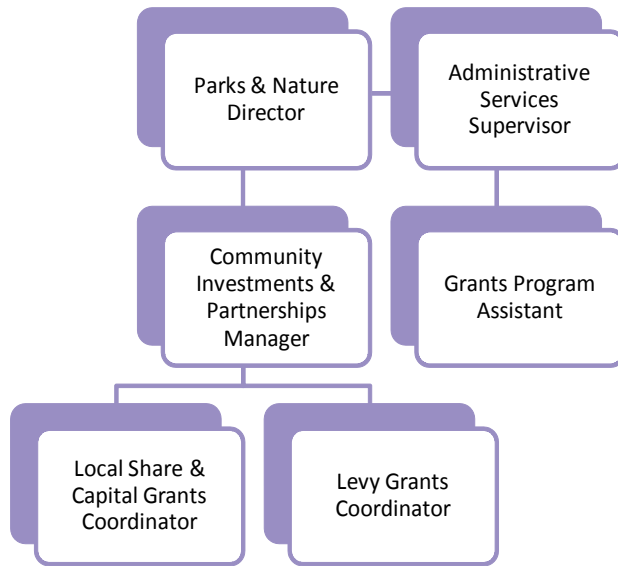 Parks & Nature
Director
Administrative
Services
Supervisor
Community
Investments &
Partnerships
Manager
Grants Program
Assistant
Local Share &
Capital Grants
Coordinator
Levy Grants
Coordinator